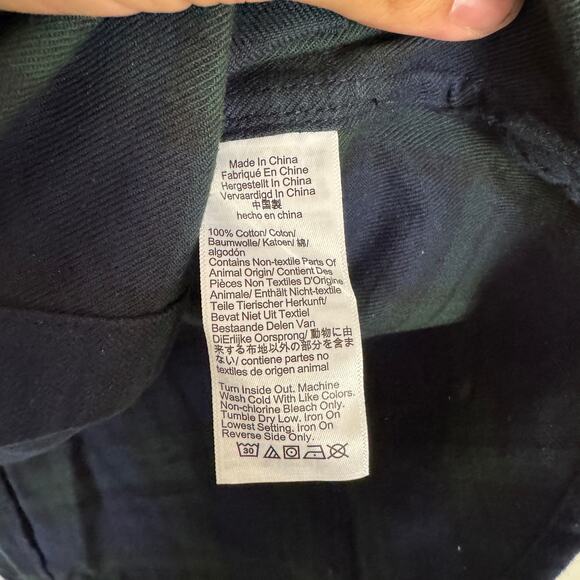 Made In China
Fabriqué En Chine
Hergestellt In China
Vervaardigd In China
中国製
hecho en china
100% Cotton/ Coton/
Baumwolle/ Katoen/ 綿/
algodón
Contains Non-textile Parts Of
Animal Origin/ Contient Des
Pièces Non Textiles D'Origine
Animale/ Enthält Nicht-textile
Teile Tierischer Herkunft/
Bevat Niet Uit Textiel
Bestaande Delen Van
DiErlijke Oorsprong/ 動物に由
来する布地以外の部分を含ま
ない/ contiene partes no
textiles de origen animal
Turn Inside Out. Machine
Wash Cold With Like Colors.
Non-chlorine Bleach Only.
Tumble Dry Low. Iron On
Lowest Setting. Iron On
Reverse Side Only.
30